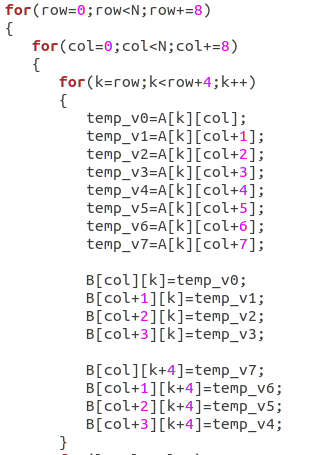 for(row=0;row<N;row+=8)
{
for(col=0;col<N;col+=8)
{
for(k=row;k<row+4;k++)
{
temp_v0=A[k][col];
temp_v1=A[k][col+1];
temp_v2=A[k][col+2];
temp_v3=A[k][col+3];
temp_v4=A[k][col+4];
temp_v5=A[k][col+5];
temp_v6=A[k][col+6];
temp_v7=A[k][col+7];
B[col][k]=temp_v0;
B[col+1][k]=temp_v1;
B[col+2][k]=temp_v2;
B[col+3][k]=temp_v3;
B[col][k+4]=temp_v7;
B[col+1][k+4]=temp_v6;
B[col+2][k+4]=temp_v5;
B[col+3][k+4]=temp_v4;
}